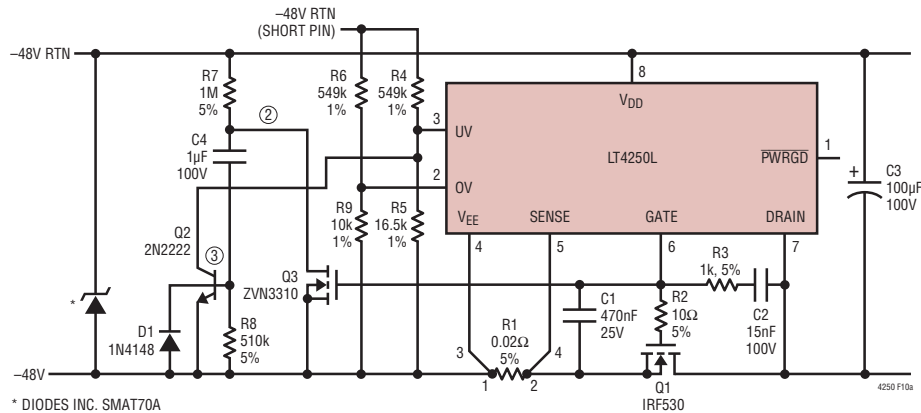 –48V RTN
(SHORT PIN)
–48V RTN
R7
1M
5%
R6
549k
1%
R4
549k
1%
8
VDD
②
3
UV
LT4250L
PWRGD
1
C4
1µF
100V
2
OV
+
C3
100µF
100V
Q2
2N2222
R9
10k
1%
R5
16.5k
1%
VEE
SENSE
GATE
DRAIN
4
5
6
7
③
Q3
ZVN3310
R3
1k, 5%
*
D1
1N4148
R8
510k
5%
R1
0.02Ω
5%
C1
470nF
25V
R2
10Ω
5%
C2
15nF
100V
3
4
–48V
1
2
Q1
IRF530
4250 F10a
* DIODES INC. SMAT70A